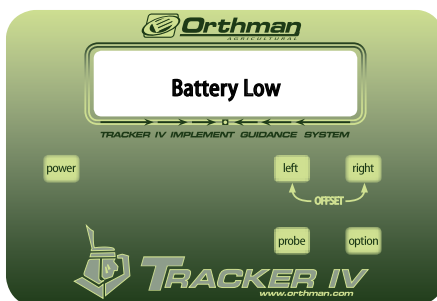 Orthman
AGRICULTURAL
Battery Low
TRACKER IV IMPLEMENT GUIDANCE SYSTEM
power
left
right
OFFSET
probe
option
TRACKER IV
www.orthman.com